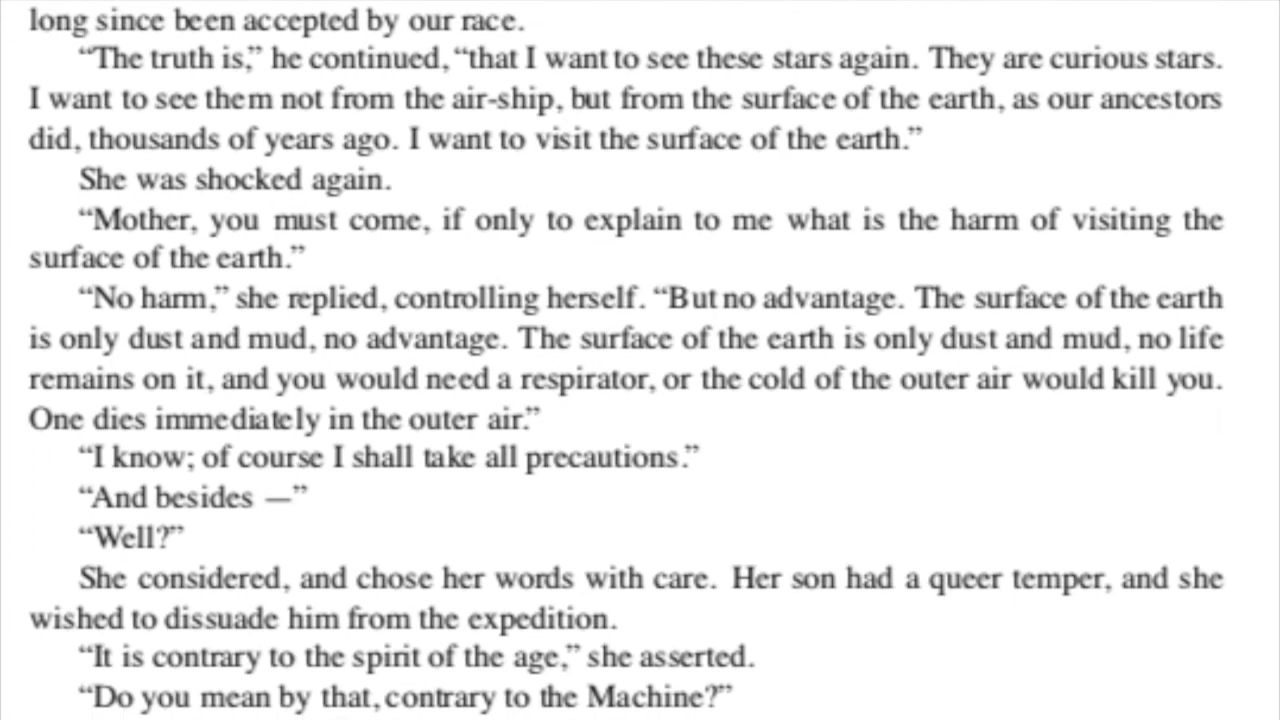 long since been accepted by our race.
“The truth is,” he continued, “that I want to see these stars again. They are curious stars.
I want to see them not from the air-ship, but from the surface of the earth, as our ancestors
did, thousands of years ago. I want to visit the surface of the earth.”
She was shocked again.
“Mother, you must come, if only to explain to me what is the harm of visiting the
surface of the earth.”
“No harm,” she replied, controlling herself. “But no advantage. The surface of the earth
is only dust and mud, no advantage. The surface of the earth is only dust and mud, no life
remains on it, and you would need a respirator, or the cold of the outer air would kill you.
One dies immediately in the outer air.”
“I know; of course I shall take all precautions.”
“And besides —”
“Well?”
She considered, and chose her words with care. Her son had a queer temper, and she
wished to dissuade him from the expedition.
“It is contrary to the spirit of the age,” she asserted.
“Do you mean by that, contrary to the Machine?”